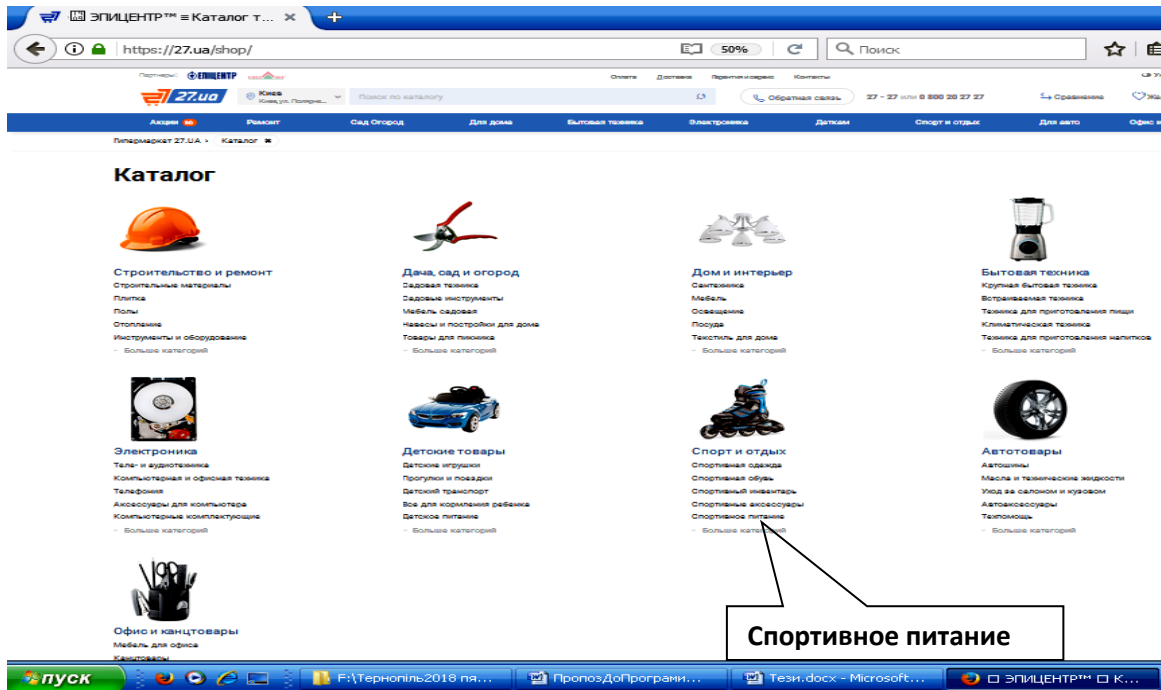 ЭПИЦЕНТР™ ≡ Каталог т...
https://27.ua/shop/
50%
Поиск
Партнеры: ЕПІЦЕНТР
Оплата Доставка Гарантия и сервис Контакты
27.ua
Киев
Поиск по каталогу
Обратная связь
27 - 27 или 0 800 20 27 27
Сравнение
Акции
Ремонт
Сад Огород
Для дома
Бытовая техника
Электроника
Деткам
Спорт и отдых
Для авто
Офис и
Гипермаркет 27.UA > Каталог
Каталог
Строительство и ремонт
Строительные материалы
Плитка
Полы
Отопление
Инструменты и оборудование
- Больше категорий
Дача, сад и огород
Садовая техника
Садовые инструменты
Мебель садовая
Навесы и постройки для дома
Товары для пикника
- Больше категорий
Дом и интерьер
Сантехника
Мебель
Освещение
Посуда
Текстиль для дома
- Больше категорий
Бытовая техника
Крупная бытовая техника
Встраиваемая техника
Техника для приготовления пищи
Климатическая техника
Техника для приготовления напитков
- Больше категорий
Электроника
Теле- и аудиотехника
Компьютерная и офисная техника
Телефония
Аксессуары для компьютера
Компьютерные комплектующие
- Больше категорий
Детские товары
Детские игрушки
Прогулки и поездки
Детский транспорт
Все для кормления ребенка
Детское питание
- Больше категорий
Спорт и отдых
Спортивная одежда
Спортивная обувь
Спортивный инвентарь
Спортивные аксессуары
Спортивное питание
- Больше категорий
Автотовары
Автошины
Масла и технические жидкости
Уход за салоном и кузовом
Автоаксессуары
Техпомощь
- Больше категорий
Офис и канцтовары
Мебель для офиса
Канцтовары
Спортивное питание
пуск
F:\Тернопіль2018 пя...
ПропозДоПрограми...
Тези.docx - Microsoft...
ЭПИЦЕНТР™ К...